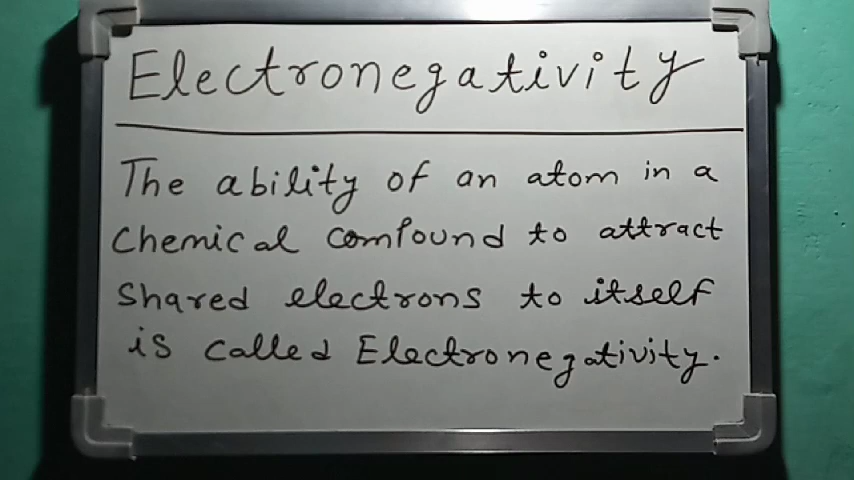 Electronegativity
The ability of an atom in a
Chemical compound to attract
Shared electrons to itself
is called Electronegativity.